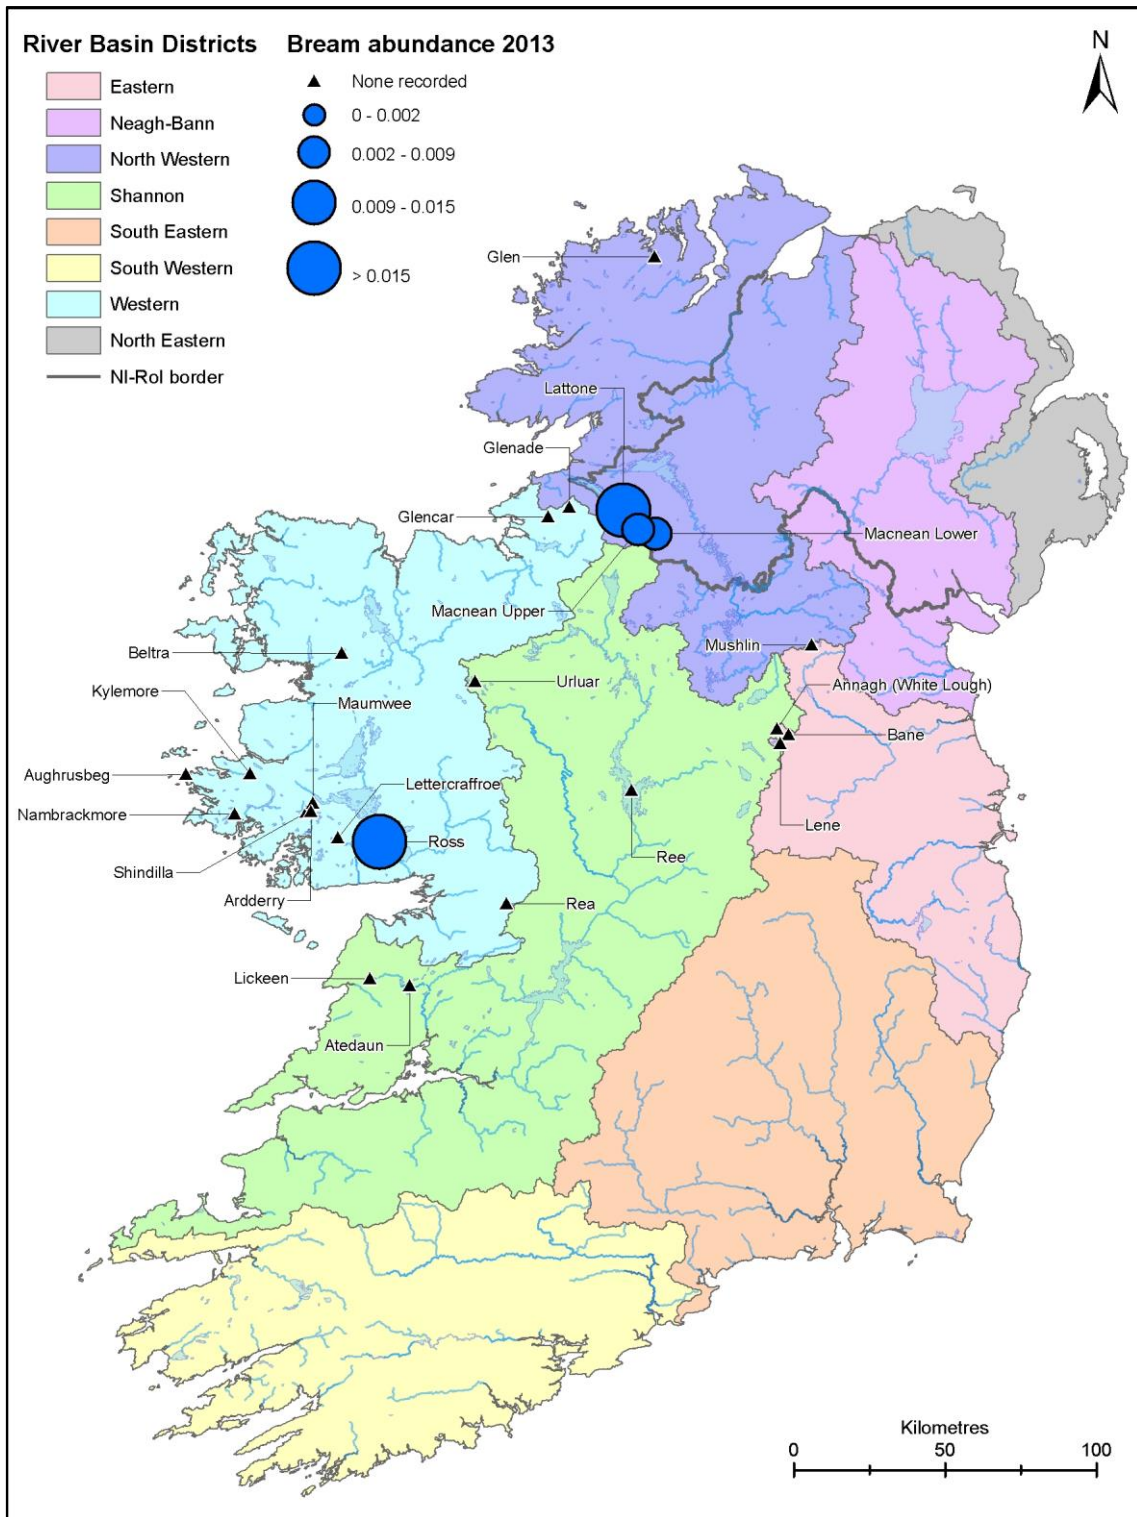 River Basin Districts
Eastern
Neagh-Bann
North Western
Shannon
South Eastern
South Western
Western
North Eastern
NI-RoI border
Bream abundance 2013
None recorded
0 - 0.002
0.002 - 0.009
0.009 - 0.015
> 0.015
N
Glen
Lattone
Glenade
Glencar
Macnean Lower
Macnean Upper
Mushlin
Beltra
Urluar
Annagh (White Lough)
Kylemore
Maumwee
Bane
Aughrusbeg
Lettercraffroe
Nambrackmore
Lene
Ross
Ree
Shindilla
Ardderry
Rea
Lickeen
Atedaun
Kilometres
0 50 100